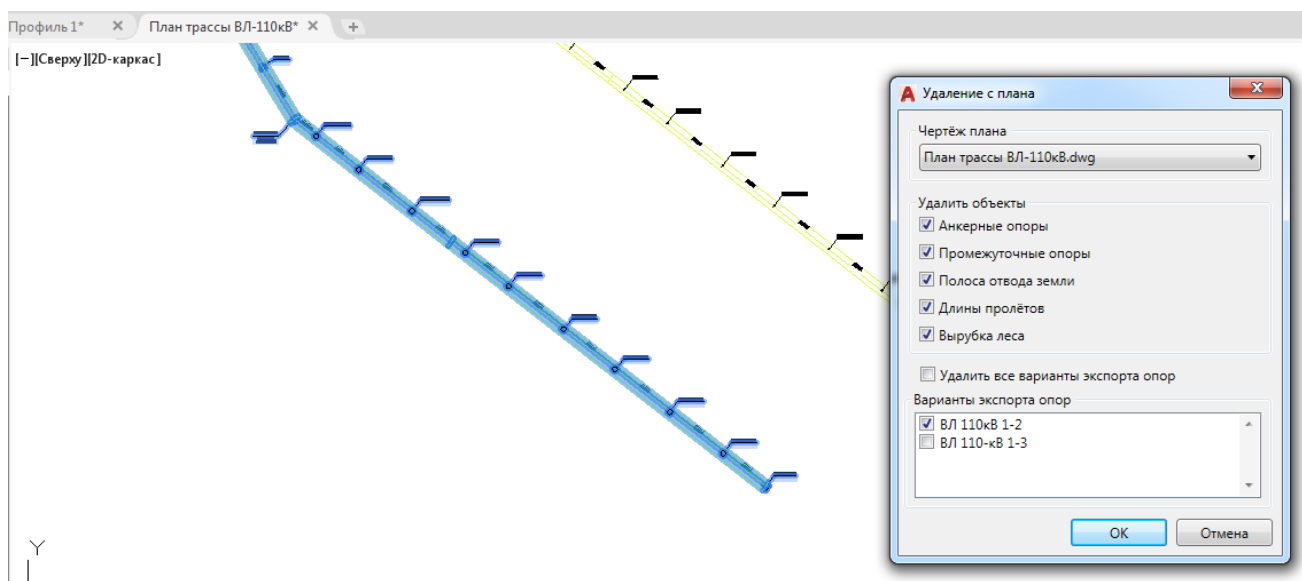 Профиль 1* × План трассы ВЛ-110кВ* × +
[−][Сверху][2D-каркас]
Удаление с плана
Чертёж плана
План трассы ВЛ-110кВ.dwg
Удалить объекты
Анкерные опоры
Промежуточные опоры
Полоса отвода земли
Длины пролётов
Вырубка леса
Удалить все варианты экспорта опор
Варианты экспорта опор
ВЛ 110кВ 1-2
ВЛ 110-кВ 1-3
OK Отмена
Y